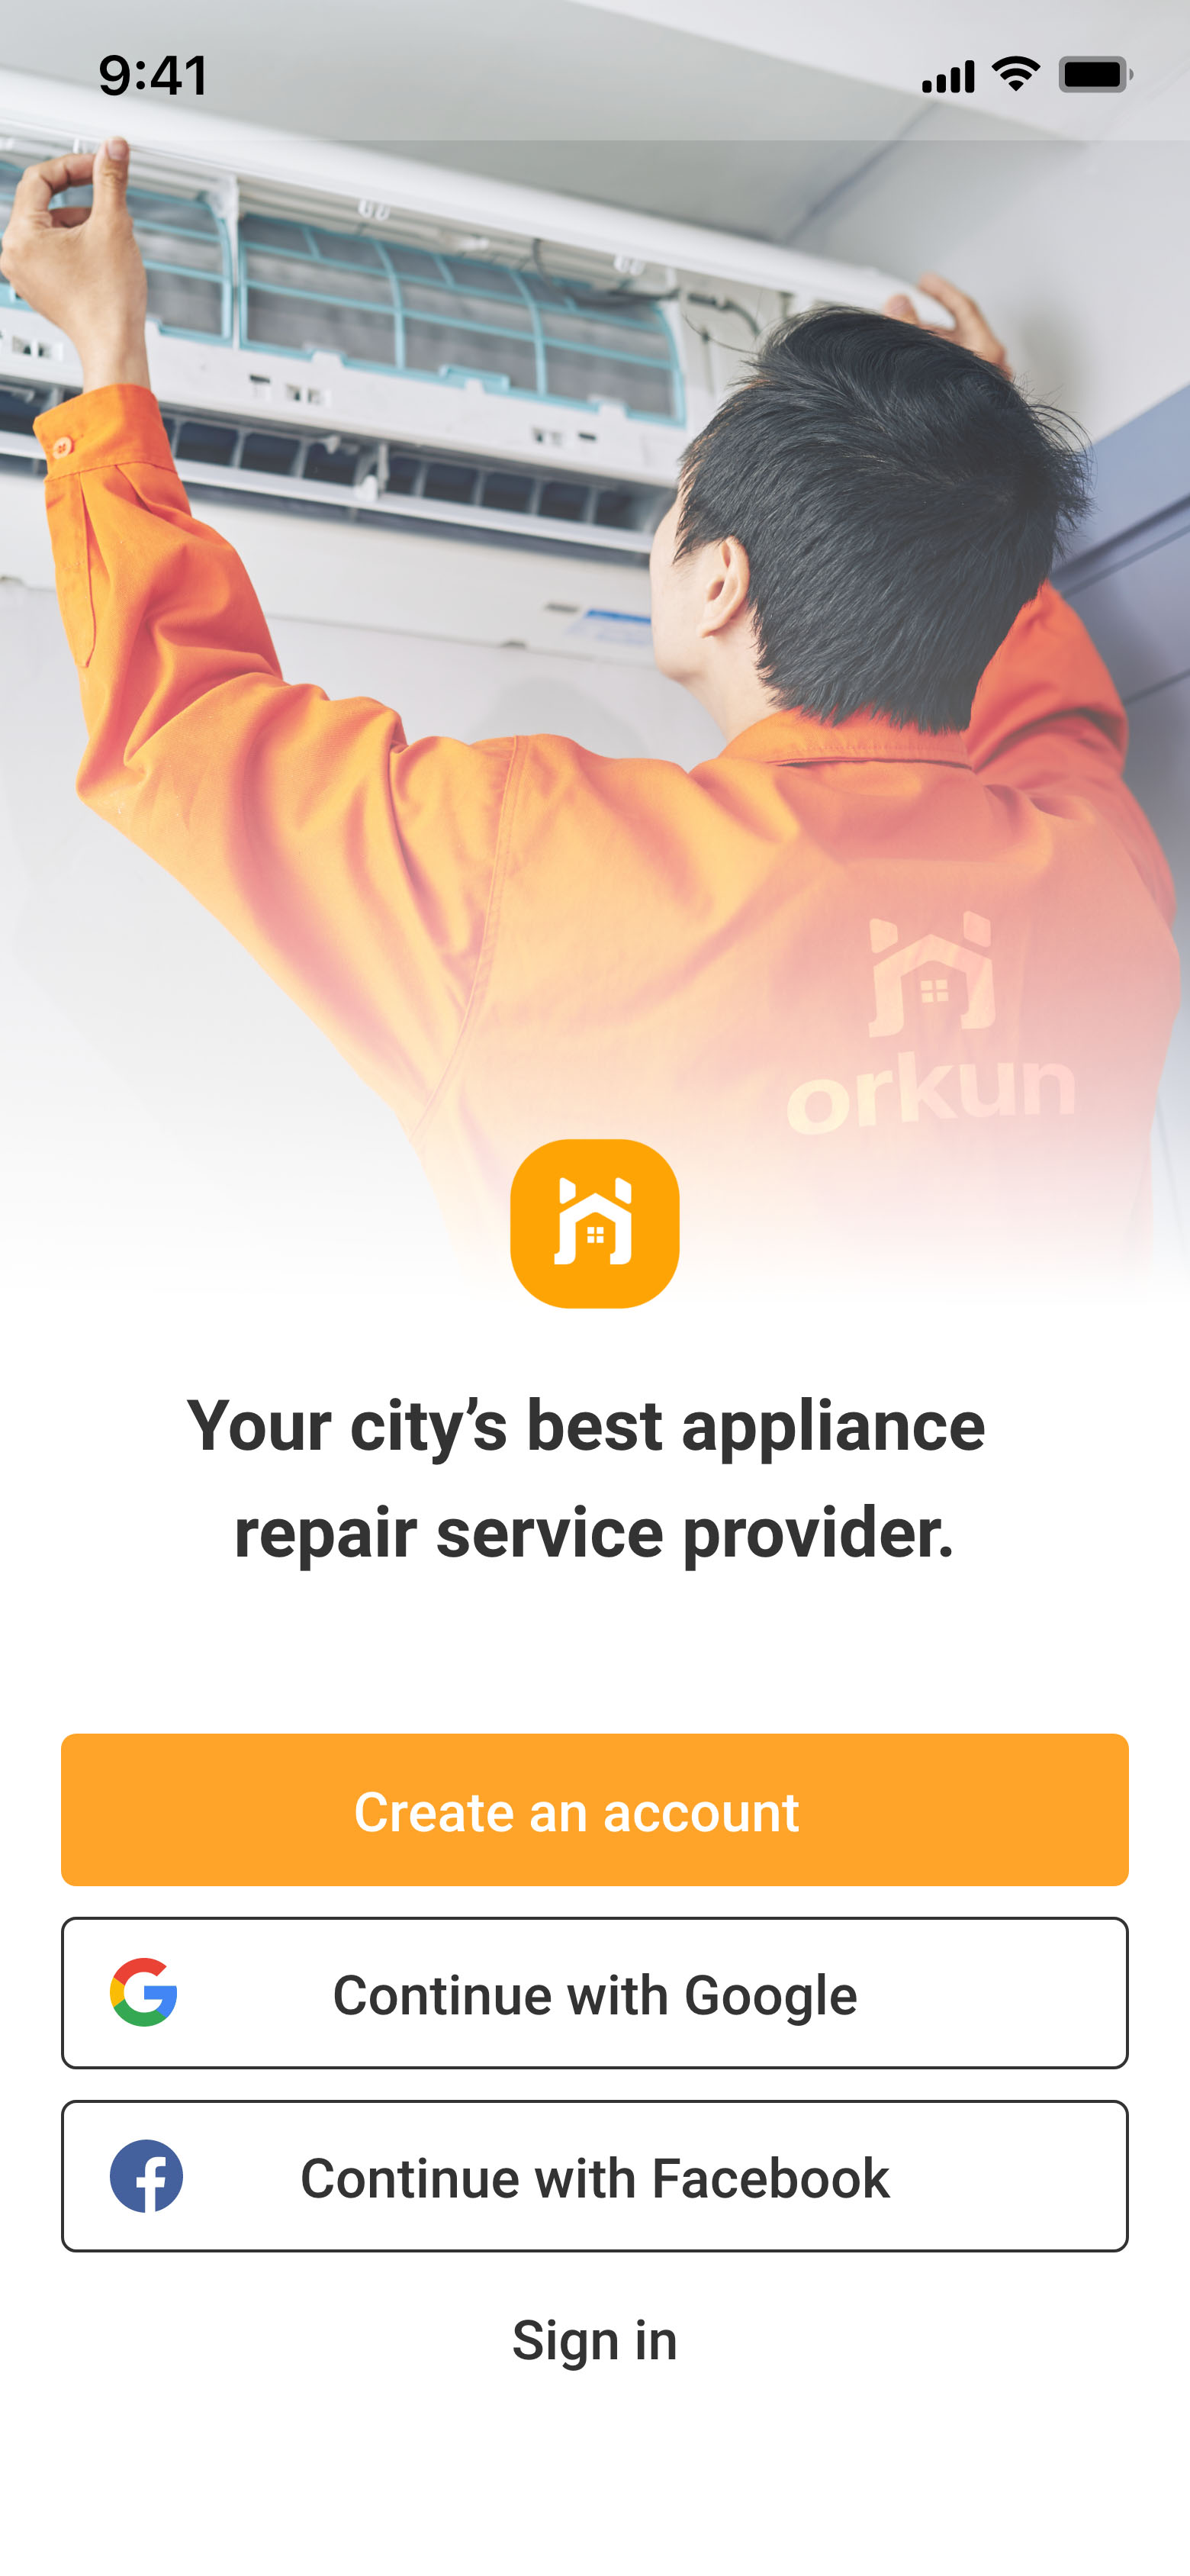 9:41
orkun
Your city’s best appliance
repair service provider.
Create an account
Continue with Google
Continue with Facebook
Sign in